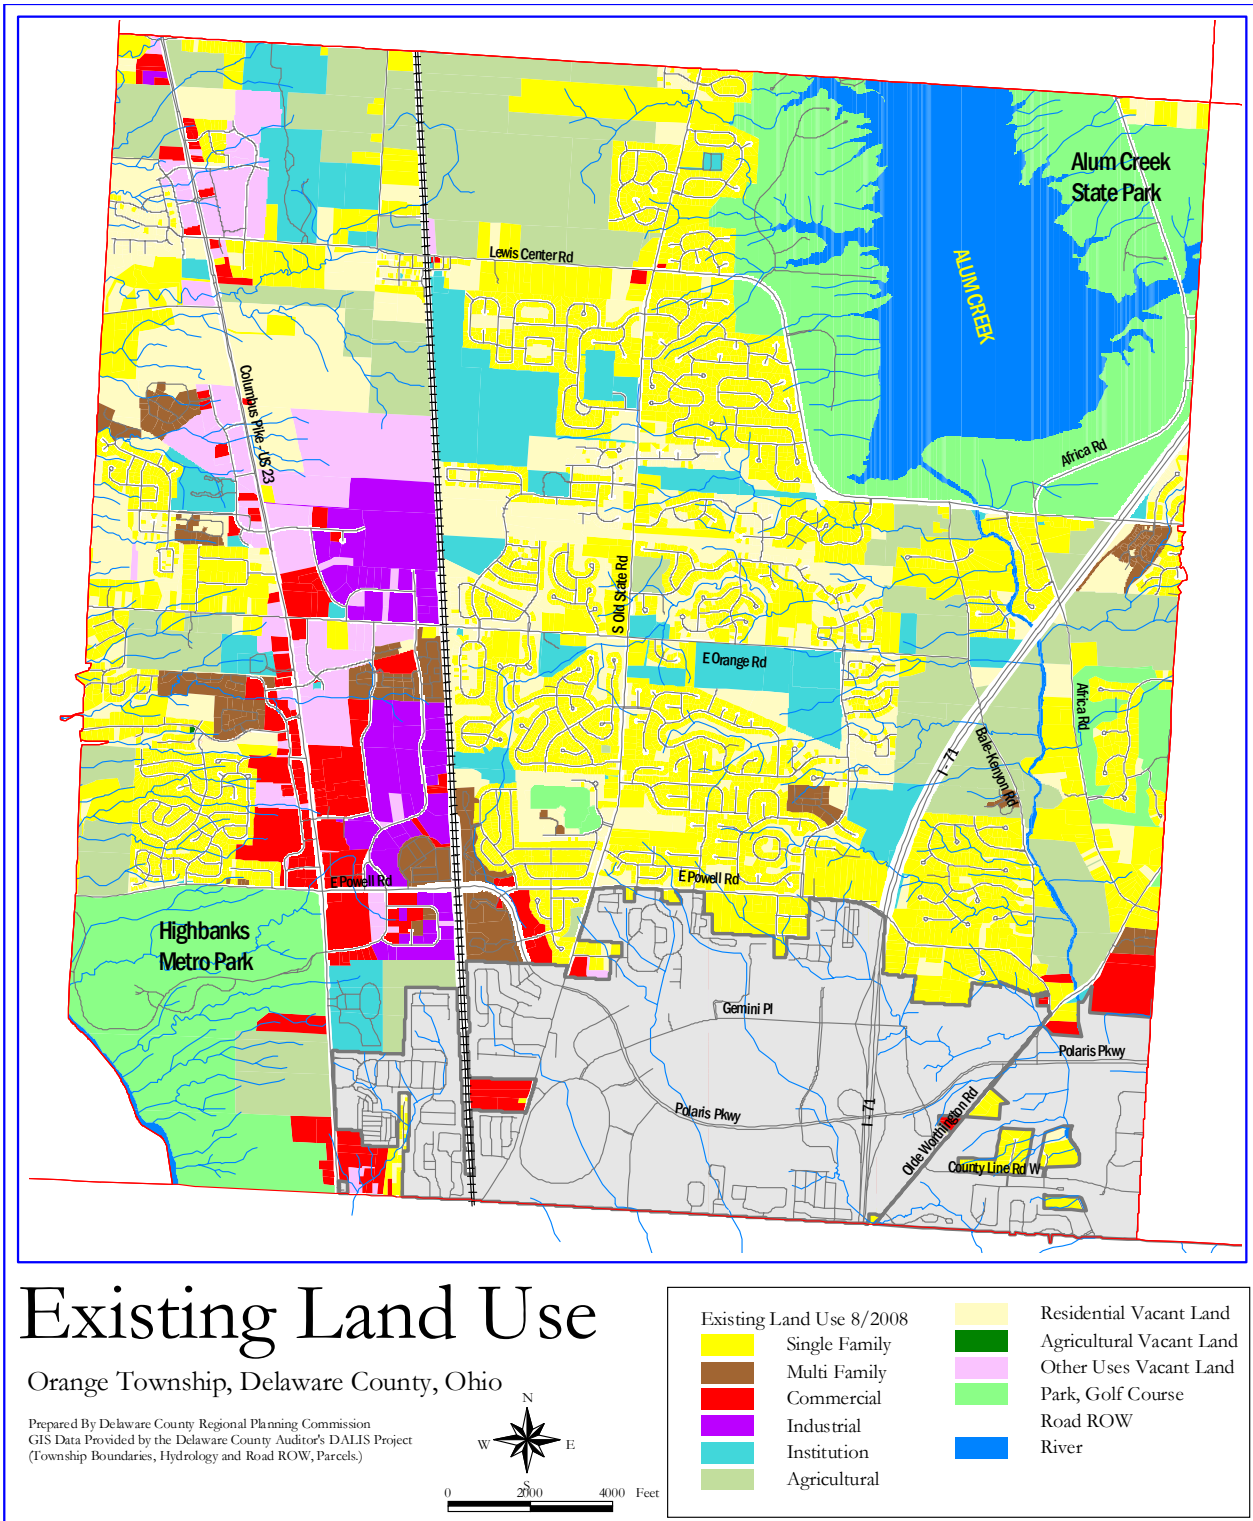 Alum Creek
State Park
ALUM CREEK
Lewis Center Rd
Columbus Pike - US 23
Africa Rd
S Old State Rd
E Orange Rd
Africa Rd
Bale-Kenyon Rd
I - 71
E Powell Rd
E Powell Rd
Highbanks
Metro Park
Gemini Pl
Polaris Pkwy
Polaris Pkwy
I - 71
Olde Worthington Rd
County Line Rd W
Existing Land Use
Orange Township, Delaware County, Ohio
Prepared By Delaware County Regional Planning Commission
GIS Data Provided by the Delaware County Auditor's DALIS Project
(Township Boundaries, Hydrology and Road ROW, Parcels.)
N
W E
S
0 2000 4000 Feet
Existing Land Use 8/2008
Single Family
Multi Family
Commercial
Industrial
Institution
Agricultural
Residential Vacant Land
Agricultural Vacant Land
Other Uses Vacant Land
Park, Golf Course
Road ROW
River